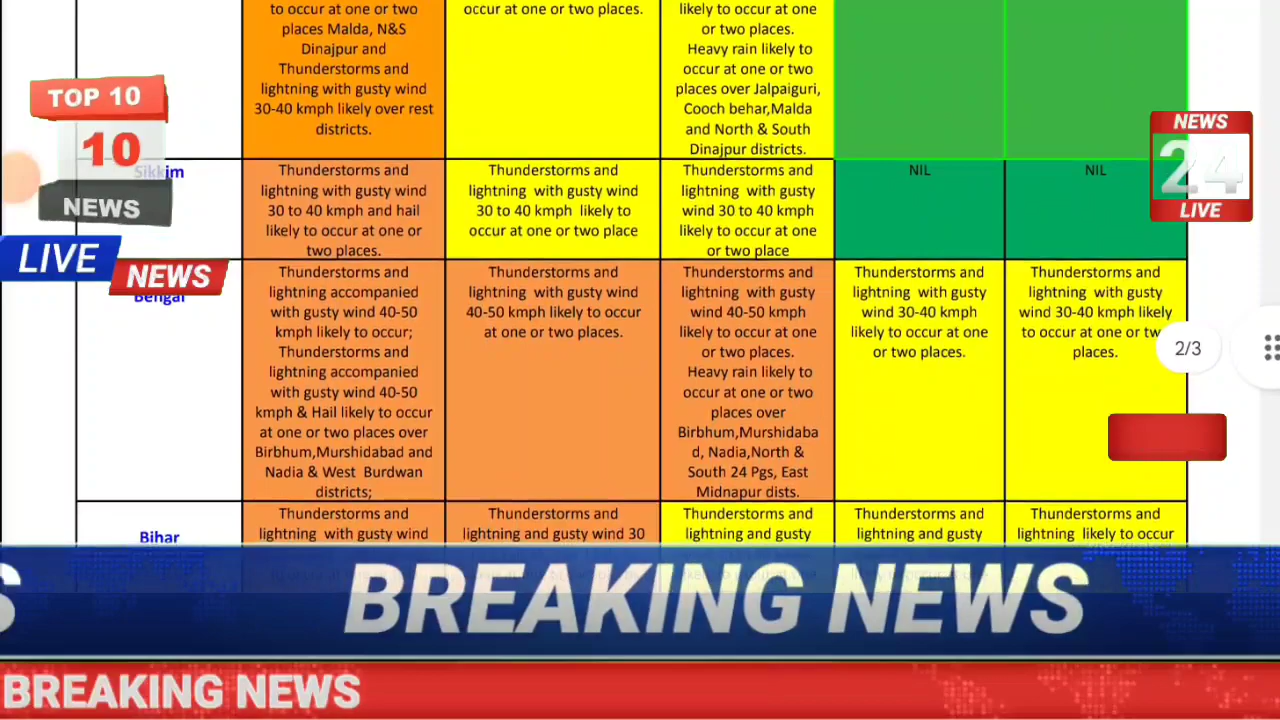 to occur at one or two
places Malda, N&S
Dinajpur and
Thunderstorms and
lightning with gusty wind
30-40 kmph likely over rest
districts.
occur at one or two places.
likely to occur at one
or two places.
Heavy rain likely to
occur at one or two
places over Jalpaiguri,
Cooch behar,Malda
and North & South
Dinajpur districts.
TOP 10
10
NEWS
NEWS
24
LIVE
Sikkim
Thunderstorms and
lightning with gusty wind
30 to 40 kmph and hail
likely to occur at one or
two places.
Thunderstorms and
lightning with gusty wind
30 to 40 kmph likely to
occur at one or two place
Thunderstorms and
lightning with gusty
wind 30 to 40 kmph
likely to occur at one
or two place
NIL
NIL
LIVE
NEWS
Bengal
Thunderstorms and
lightning accompanied
with gusty wind 40-50
kmph likely to occur;
Thunderstorms and
lightning accompanied
with gusty wind 40-50
kmph & Hail likely to occur
at one or two places over
Birbhum,Murshidabad and
Nadia & West Burdwan
districts;
Thunderstorms and
lightning with gusty wind
40-50 kmph likely to occur
at one or two places.
Thunderstorms and
lightning with gusty
wind 40-50 kmph
likely to occur at one
or two places.
Heavy rain likely to
occur at one or two
places over
Birbhum,Murshidaba
d, Nadia,North &
South 24 Pgs, East
Midnapur dists.
Thunderstorms and
lightning with gusty
wind 30-40 kmph
likely to occur at one
or two places.
Thunderstorms and
lightning with gusty
wind 30-40 kmph likely
to occur at one or two
places.
2/3
Bihar
Thunderstorms and
lightning with gusty wind
Thunderstorms and
lightning and gusty wind 30
Thunderstorms and
lightning and gusty
Thunderstorms and
lightning and gusty
Thunderstorms and
lightning likely to occur
S
BREAKING NEWS
BREAKING NEWS